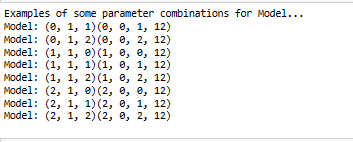 Examples of some parameter combinations for Model...
Model: (0, 1, 1)(0, 0, 1, 12)
Model: (0, 1, 2)(0, 0, 2, 12)
Model: (1, 1, 0)(1, 0, 0, 12)
Model: (1, 1, 1)(1, 0, 1, 12)
Model: (1, 1, 2)(1, 0, 2, 12)
Model: (2, 1, 0)(2, 0, 0, 12)
Model: (2, 1, 1)(2, 0, 1, 12)
Model: (2, 1, 2)(2, 0, 2, 12)